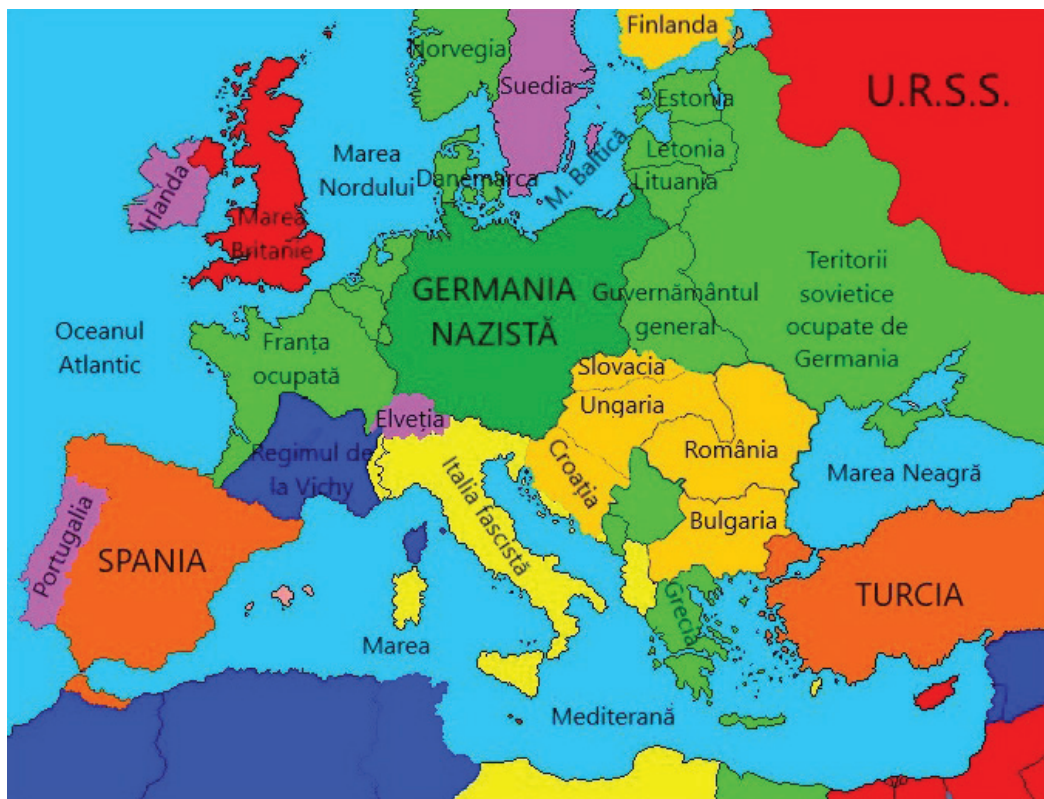 Finlanda
Norvegia
Suedia
U.R.S.S.
Estonia
Letonia
Lituania
Marea
Nordului
Danemarca
M. Baltică
Irlanda
Marea
Britanie
GERMANIA
NAZISTĂ
Guvernământul
general
Teritorii
sovietice
ocupate de
Germania
Oceanul
Atlantic
Franța
ocupată
Slovacia
Ungaria
Elveția
Regimul de
la Vichy
Croația
România
Marea Neagră
Italia fascistă
Bulgaria
Portugalia
SPANIA
TURCIA
Grecia
Marea
Mediterană